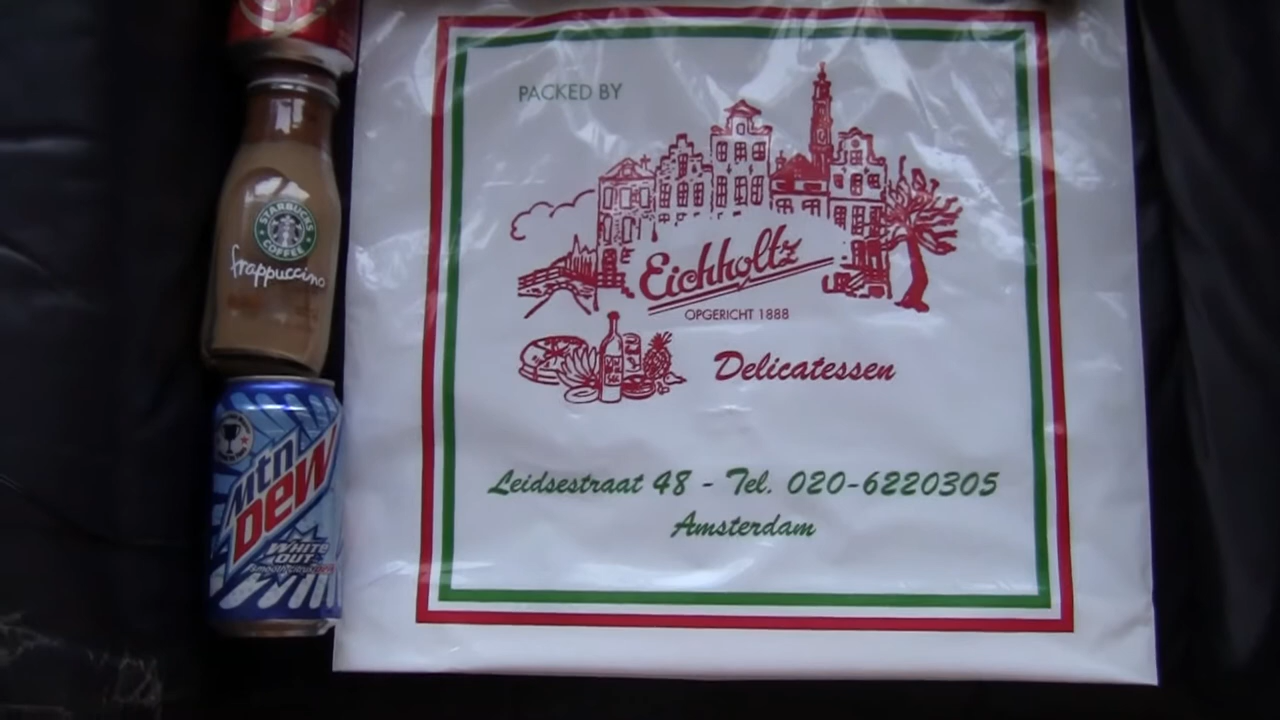 STARBUCKS
COFFEE
frappuccino
Mtn
Dew
WHITE
OUT
PACKED BY
Eichholtz
OPGERICHT 1888
Delicatessen
Leidsestraat 48 - Tel. 020-6220305
Amsterdam